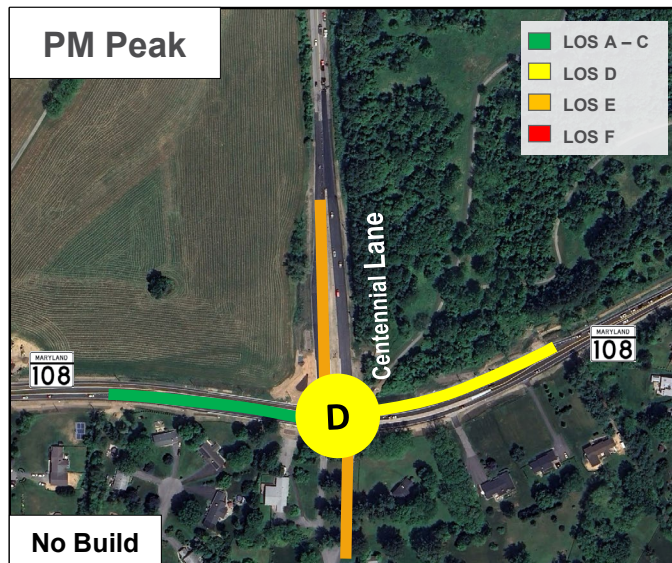 PM Peak
LOS A – C
LOS D
LOS E
LOS F
Centennial Lane
MARYLAND
108
MARYLAND
108
D
No Build